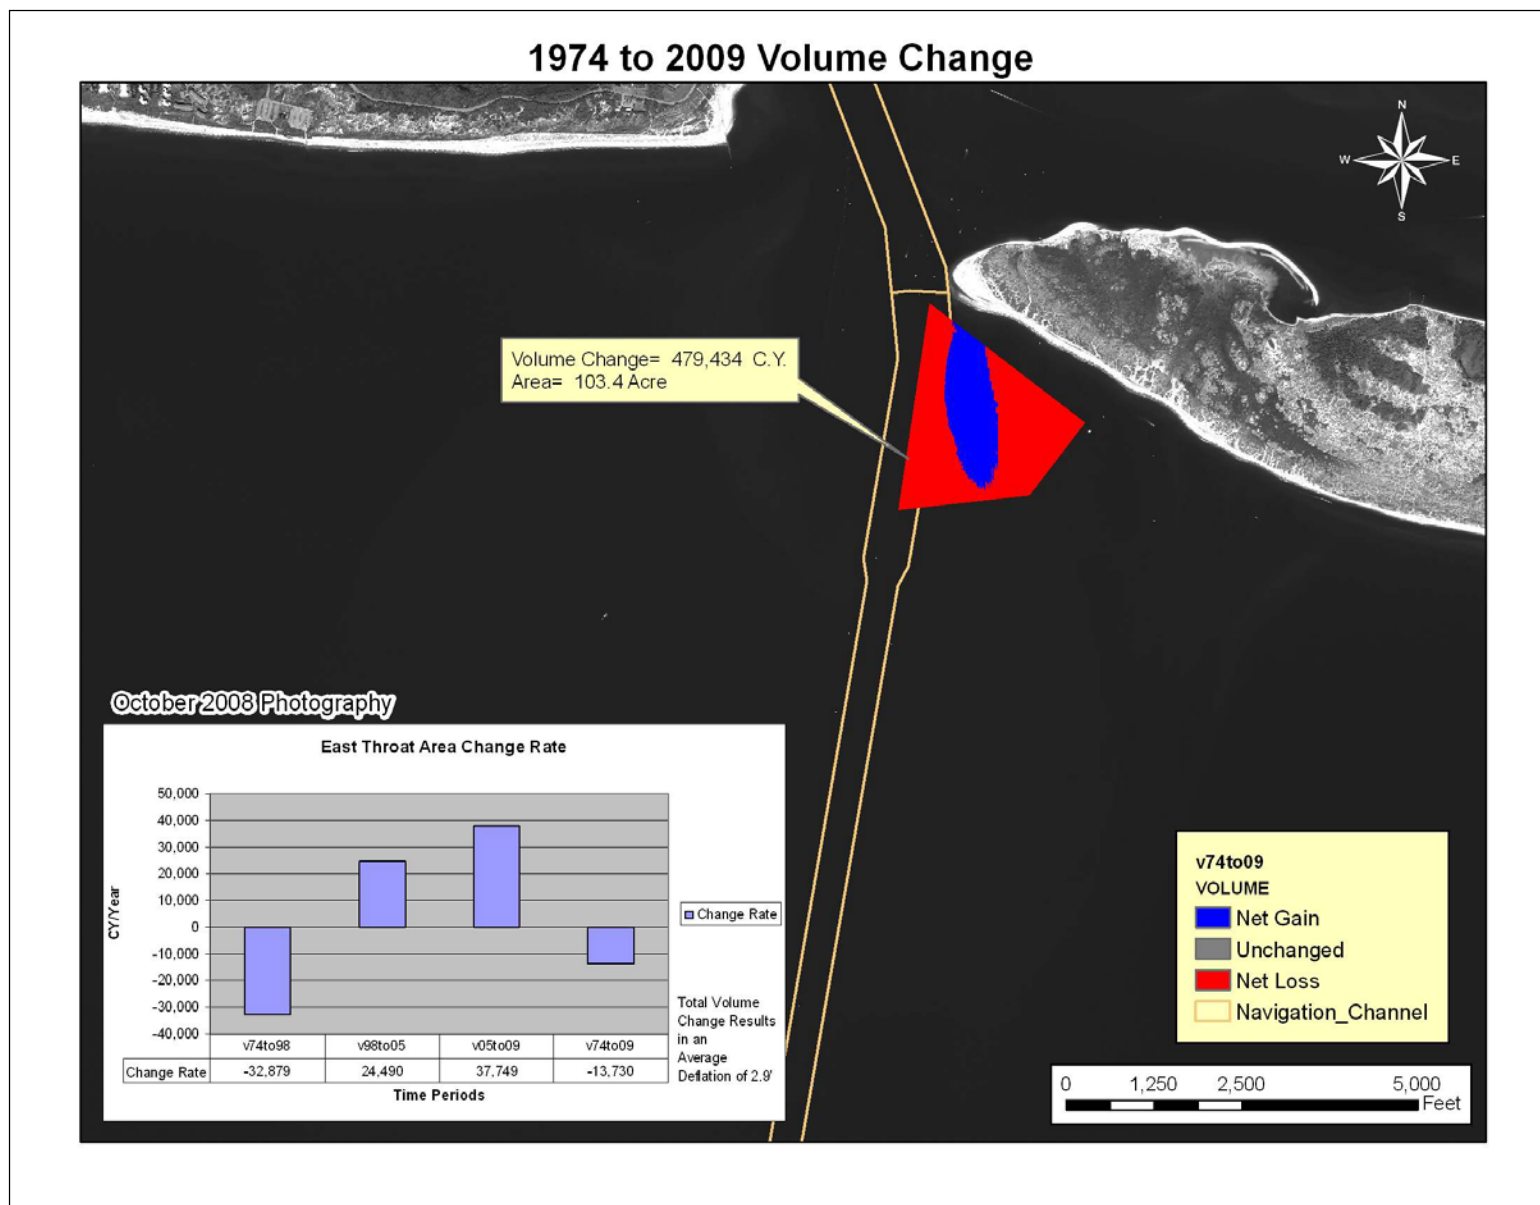 1974 to 2009 Volume Change
N
W E
S
Volume Change= 479,434 C.Y.
Area= 103.4 Acre
October 2008 Photography
East Throat Area Change Rate
50,000
40,000
30,000
20,000
10,000
0
-10,000
-20,000
-30,000
-40,000
CY/Year
v74to98 v98to05 v05to09 v74to09
Change Rate -32,879 24,490 37,749 -13,730
Time Periods
Change Rate
Total Volume
Change Results
in an
Average
Deflation of 2.9'
v74to09
VOLUME
Net Gain
Unchanged
Net Loss
Navigation_Channel
0 1,250 2,500 5,000
Feet